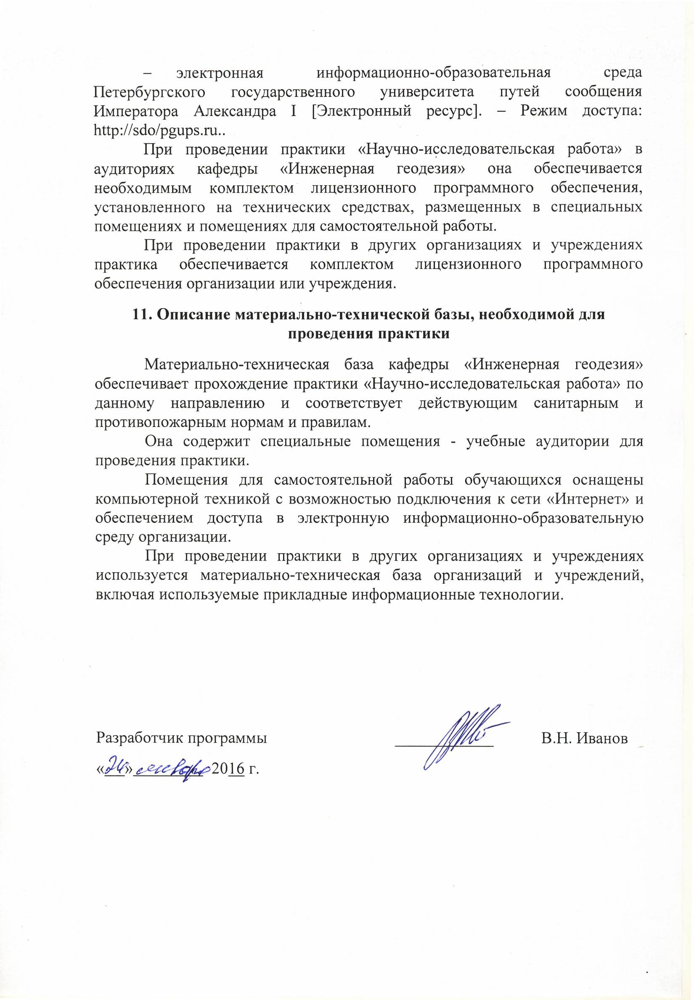 – электронная информационно-образовательная среда
Петербургского государственного университета путей сообщения
Императора Александра I [Электронный ресурс]. – Режим доступа:
http://sdo/pgups.ru..
При проведении практики «Научно-исследовательская работа» в
аудиториях кафедры «Инженерная геодезия» она обеспечивается
необходимым комплектом лицензионного программного обеспечения,
установленного на технических средствах, размещенных в специальных
помещениях и помещениях для самостоятельной работы.
При проведении практики в других организациях и учреждениях
практика обеспечивается комплектом лицензионного программного
обеспечения организации или учреждения.
11. Описание материально-технической базы, необходимой для
проведения практики
Материально-техническая база кафедры «Инженерная геодезия»
обеспечивает прохождение практики «Научно-исследовательская работа» по
данному направлению и соответствует действующим санитарным и
противопожарным нормам и правилам.
Она содержит специальные помещения - учебные аудитории для
проведения практики.
Помещения для самостоятельной работы обучающихся оснащены
компьютерной техникой с возможностью подключения к сети «Интернет» и
обеспечением доступа в электронную информационно-образовательную
среду организации.
При проведении практики в других организациях и учреждениях
используется материально-техническая база организаций и учреждений,
включая используемые прикладные информационные технологии.
Разработчик программы В.Н. Иванов
«24» января 2016 г.